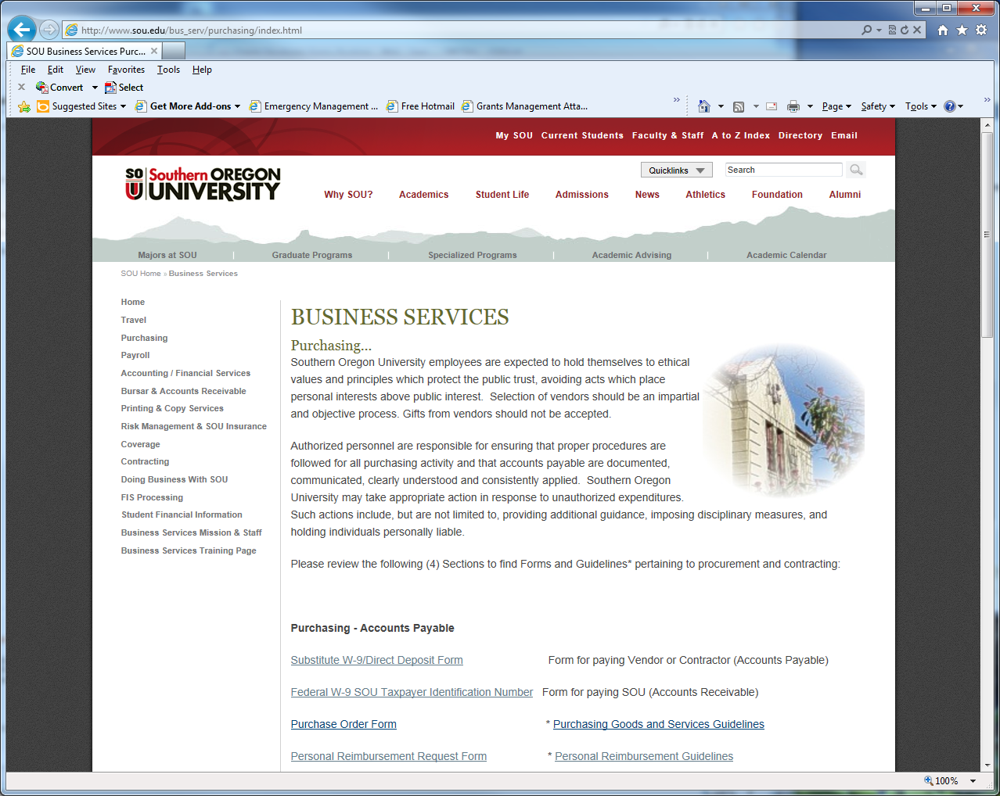 http://www.sou.edu/bus_serv/purchasing/index.html
SOU Business Services Purc...
File Edit View Favorites Tools Help
Convert Select
Suggested Sites Get More Add-ons Emergency Management ... Free Hotmail Grants Management Atta... » Page Safety Tools »
My SOU Current Students Faculty & Staff A to Z Index Directory Email
SO U Southern OREGON UNIVERSITY
Quicklinks Search
Why SOU? Academics Student Life Admissions News Athletics Foundation Alumni
Majors at SOU Graduate Programs Specialized Programs Academic Advising Academic Calendar
SOU Home » Business Services
Home
Travel
Purchasing
Payroll
Accounting / Financial Services
Bursar & Accounts Receivable
Printing & Copy Services
Risk Management & SOU Insurance
Coverage
Contracting
Doing Business With SOU
FIS Processing
Student Financial Information
Business Services Mission & Staff
Business Services Training Page
BUSINESS SERVICES
Purchasing...
Southern Oregon University employees are expected to hold themselves to ethical
values and principles which protect the public trust, avoiding acts which place
personal interests above public interest. Selection of vendors should be an impartial
and objective process. Gifts from vendors should not be accepted.
Authorized personnel are responsible for ensuring that proper procedures are
followed for all purchasing activity and that accounts payable are documented,
communicated, clearly understood and consistently applied. Southern Oregon
University may take appropriate action in response to unauthorized expenditures.
Such actions include, but are not limited to, providing additional guidance, imposing disciplinary measures, and
holding individuals personally liable.
Please review the following (4) Sections to find Forms and Guidelines* pertaining to procurement and contracting:
Purchasing - Accounts Payable
Substitute W-9/Direct Deposit Form Form for paying Vendor or Contractor (Accounts Payable)
Federal W-9 SOU Taxpayer Identification Number Form for paying SOU (Accounts Receivable)
Purchase Order Form * Purchasing Goods and Services Guidelines
Personal Reimbursement Request Form * Personal Reimbursement Guidelines
100%